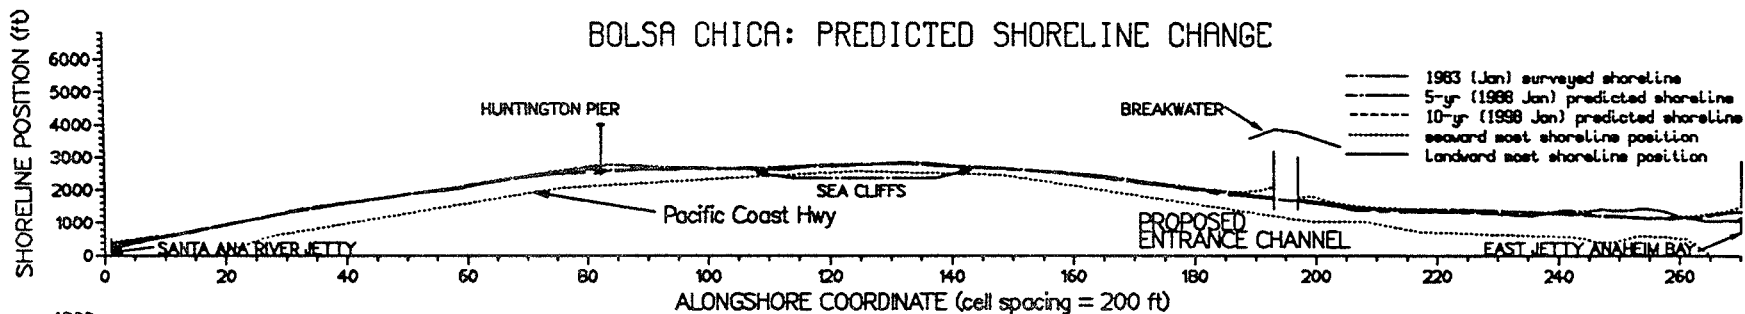 BOLSA CHICA: PREDICTED SHORELINE CHANGE
SHORELINE POSITION (ft)
6000
5000
4000
3000
2000
1000
0
HUNTINGTON PIER
BREAKWATER
1983 (Jan) surveyed shoreline
5-yr (1988 Jan) predicted shoreline
10-yr (1998 Jan) predicted shoreline
seaward most shoreline position
landward most shoreline position
SEA CLIFFS
Pacific Coast Hwy
PROPOSED
ENTRANCE CHANNEL
SANTA ANA RIVER JETTY
EAST JETTY ANAHEIM BAY
0 20 40 60 80 100 120 140 160 180 200 220 240 260
ALONGSHORE COORDINATE (cell spacing = 200 ft)